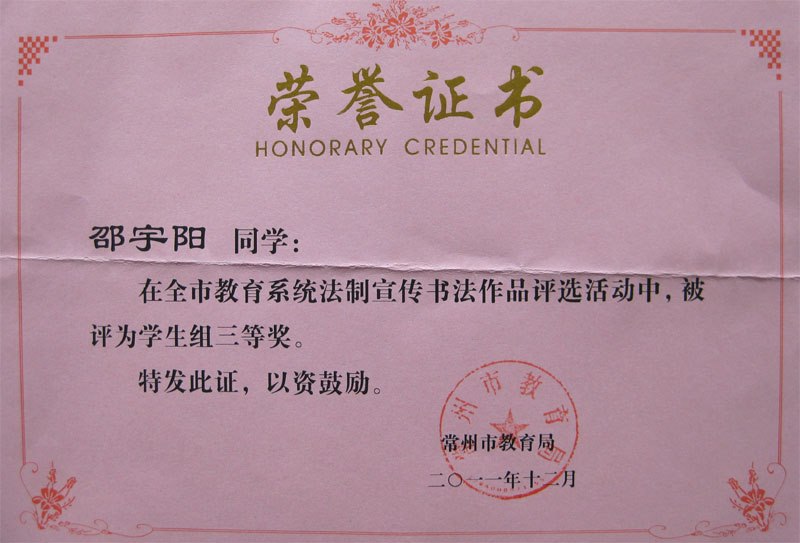 荣誉证书
HONORARY CREDENTIAL
邵宇阳 同学：
在全市教育系统法制宣传书法作品评选活动中，被
评为学生组三等奖。
特发此证，以资鼓励。
常州市教育局
常州市教育局
二〇一一年十二月